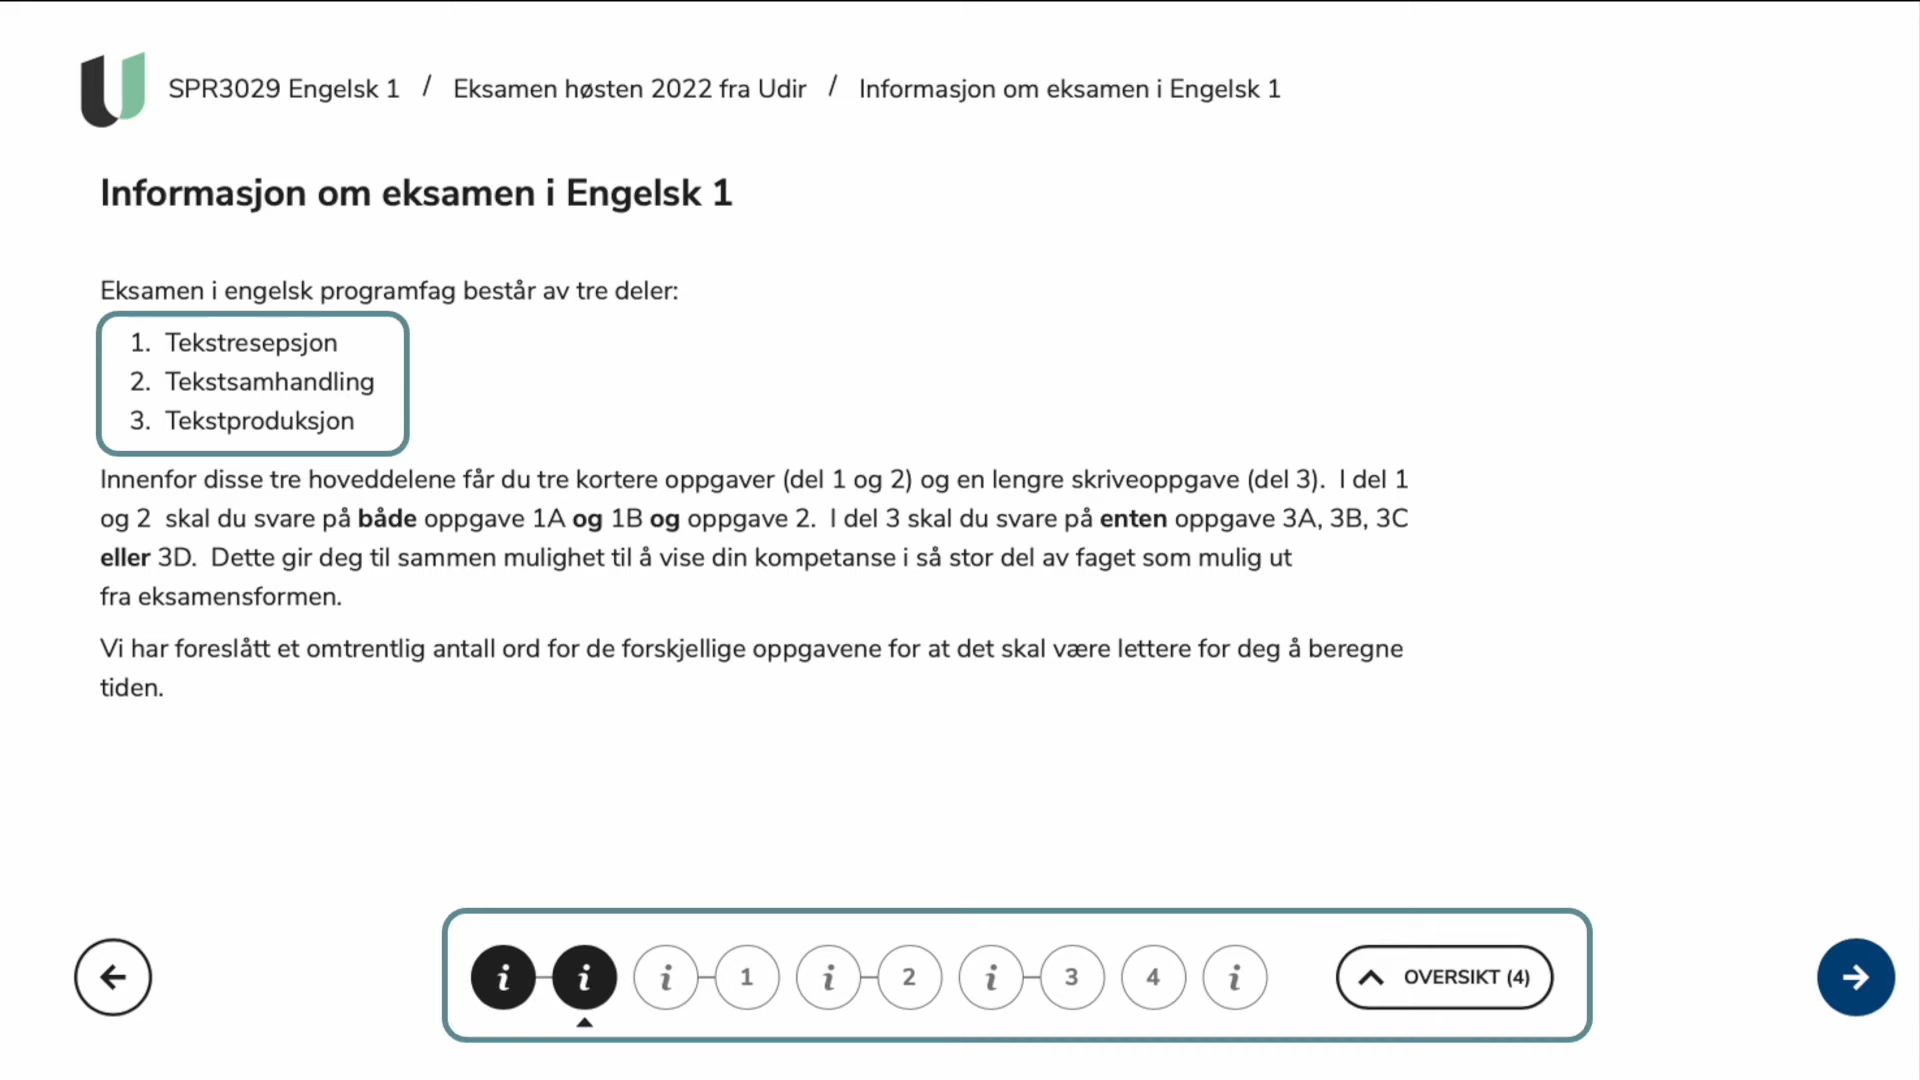 SPR3029 Engelsk 1 / Eksamen høsten 2022 fra Udir / Informasjon om eksamen i Engelsk 1
Informasjon om eksamen i Engelsk 1
Eksamen i engelsk programfag består av tre deler:
1. Tekstresepsjon
2. Tekstsamhandling
3. Tekstproduksjon
Innenfor disse tre hoveddelene får du tre kortere oppgaver (del 1 og 2) og en lengre skriveoppgave (del 3). I del 1
og 2 skal du svare på både oppgave 1A og 1B og oppgave 2. I del 3 skal du svare på enten oppgave 3A, 3B, 3C
eller 3D. Dette gir deg til sammen mulighet til å vise din kompetanse i så stor del av faget som mulig ut
fra eksamensformen.
Vi har foreslått et omtrentlig antall ord for de forskjellige oppgavene for at det skal være lettere for deg å beregne
tiden.
i i i 1 i 2 i 3 4 i OVERSIKT (4)